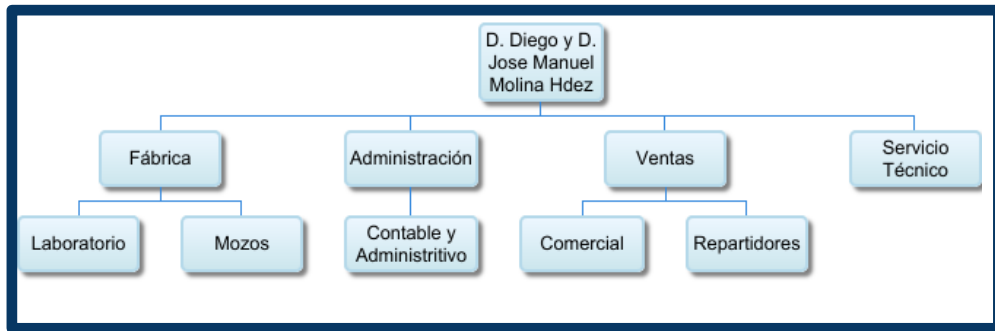 D. Diego y D.
Jose Manuel
Molina Hdez
Fábrica
Administración
Ventas
Servicio
Técnico
Laboratorio
Mozos
Contable y
Administritivo
Comercial
Repartidores